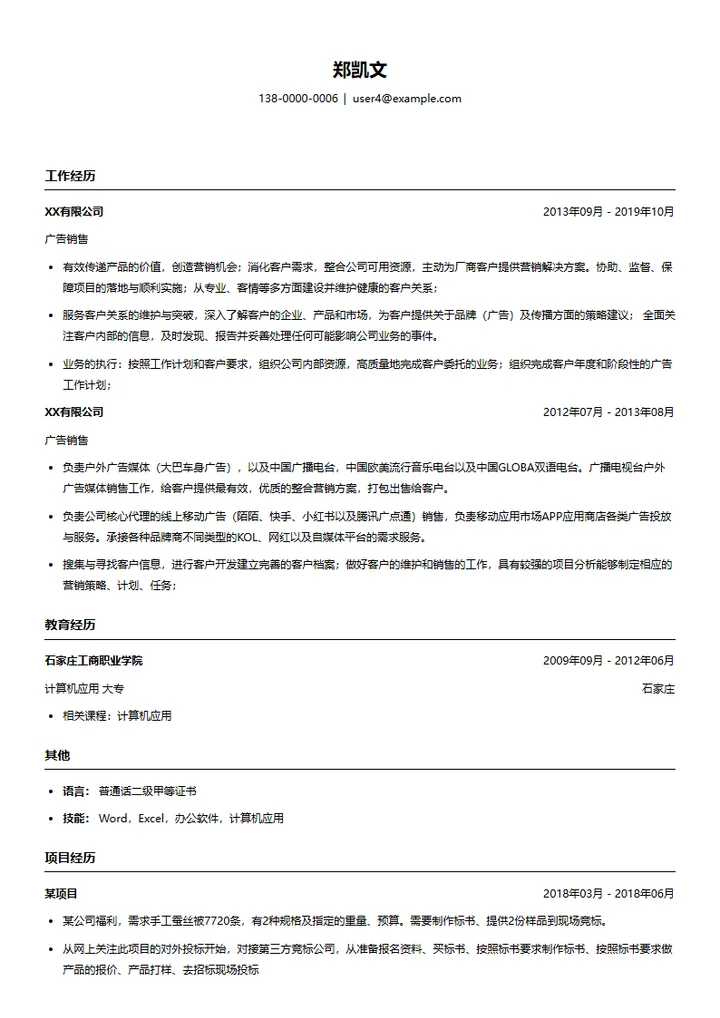 郑凯文
138-0000-0006 | user4@example.com
工作经历
XX有限公司 2013年09月 - 2019年10月
广告销售
• 有效传递产品的价值，创造营销机会；消化客户需求，整合公司可用资源，主动为厂商客户提供营销解决方案。协助、监督、保
障项目的落地与顺利实施；从专业、客情等多方面建设并维护健康的客户关系；
• 服务客户关系的维护与突破，深入了解客户的企业、产品和市场，为客户提供关于品牌（广告）及传播方面的策略建议； 全面关
注客户内部的信息，及时发现、报告并妥善处理任何可能影响公司业务的事件。
• 业务的执行：按照工作计划和客户要求，组织公司内部资源，高质量地完成客户委托的业务；组织完成客户年度和阶段性的广告
工作计划；
XX有限公司 2012年07月 - 2013年08月
广告销售
• 负责户外广告媒体（大巴车身广告），以及中国广播电台，中国欧美流行音乐电台以及中国GLOBA双语电台。广播电视台户外
广告媒体销售工作，给客户提供最有效，优质的整合营销方案，打包出售给客户。
• 负责公司核心代理的线上移动广告（陌陌、快手、小红书以及腾讯广点通）销售，负责移动应用市场APP应用商店各类广告投放
与服务。承接各种品牌商不同类型的KOL、网红以及自媒体平台的需求服务。
• 搜集与寻找客户信息，进行客户开发建立完善的客户档案；做好客户的维护和销售的工作，具有较强的项目分析能够制定相应的
营销策略、计划、任务；
教育经历
石家庄工商职业学院 2009年09月 - 2012年06月
计算机应用 大专 石家庄
• 相关课程：计算机应用
其他
• 语言： 普通话二级甲等证书
• 技能： Word，Excel，办公软件，计算机应用
项目经历
某项目 2018年03月 - 2018年06月
• 某公司福利，需求手工蚕丝被7720条，有2种规格及指定的重量、预算。需要制作标书、提供2份样品到现场竞标。
• 从网上关注此项目的对外投标开始，对接第三方竞标公司，从准备报名资料、买标书、按照标书要求制作标书、按照标书要求做
产品的报价、产品打样、去招标现场投标